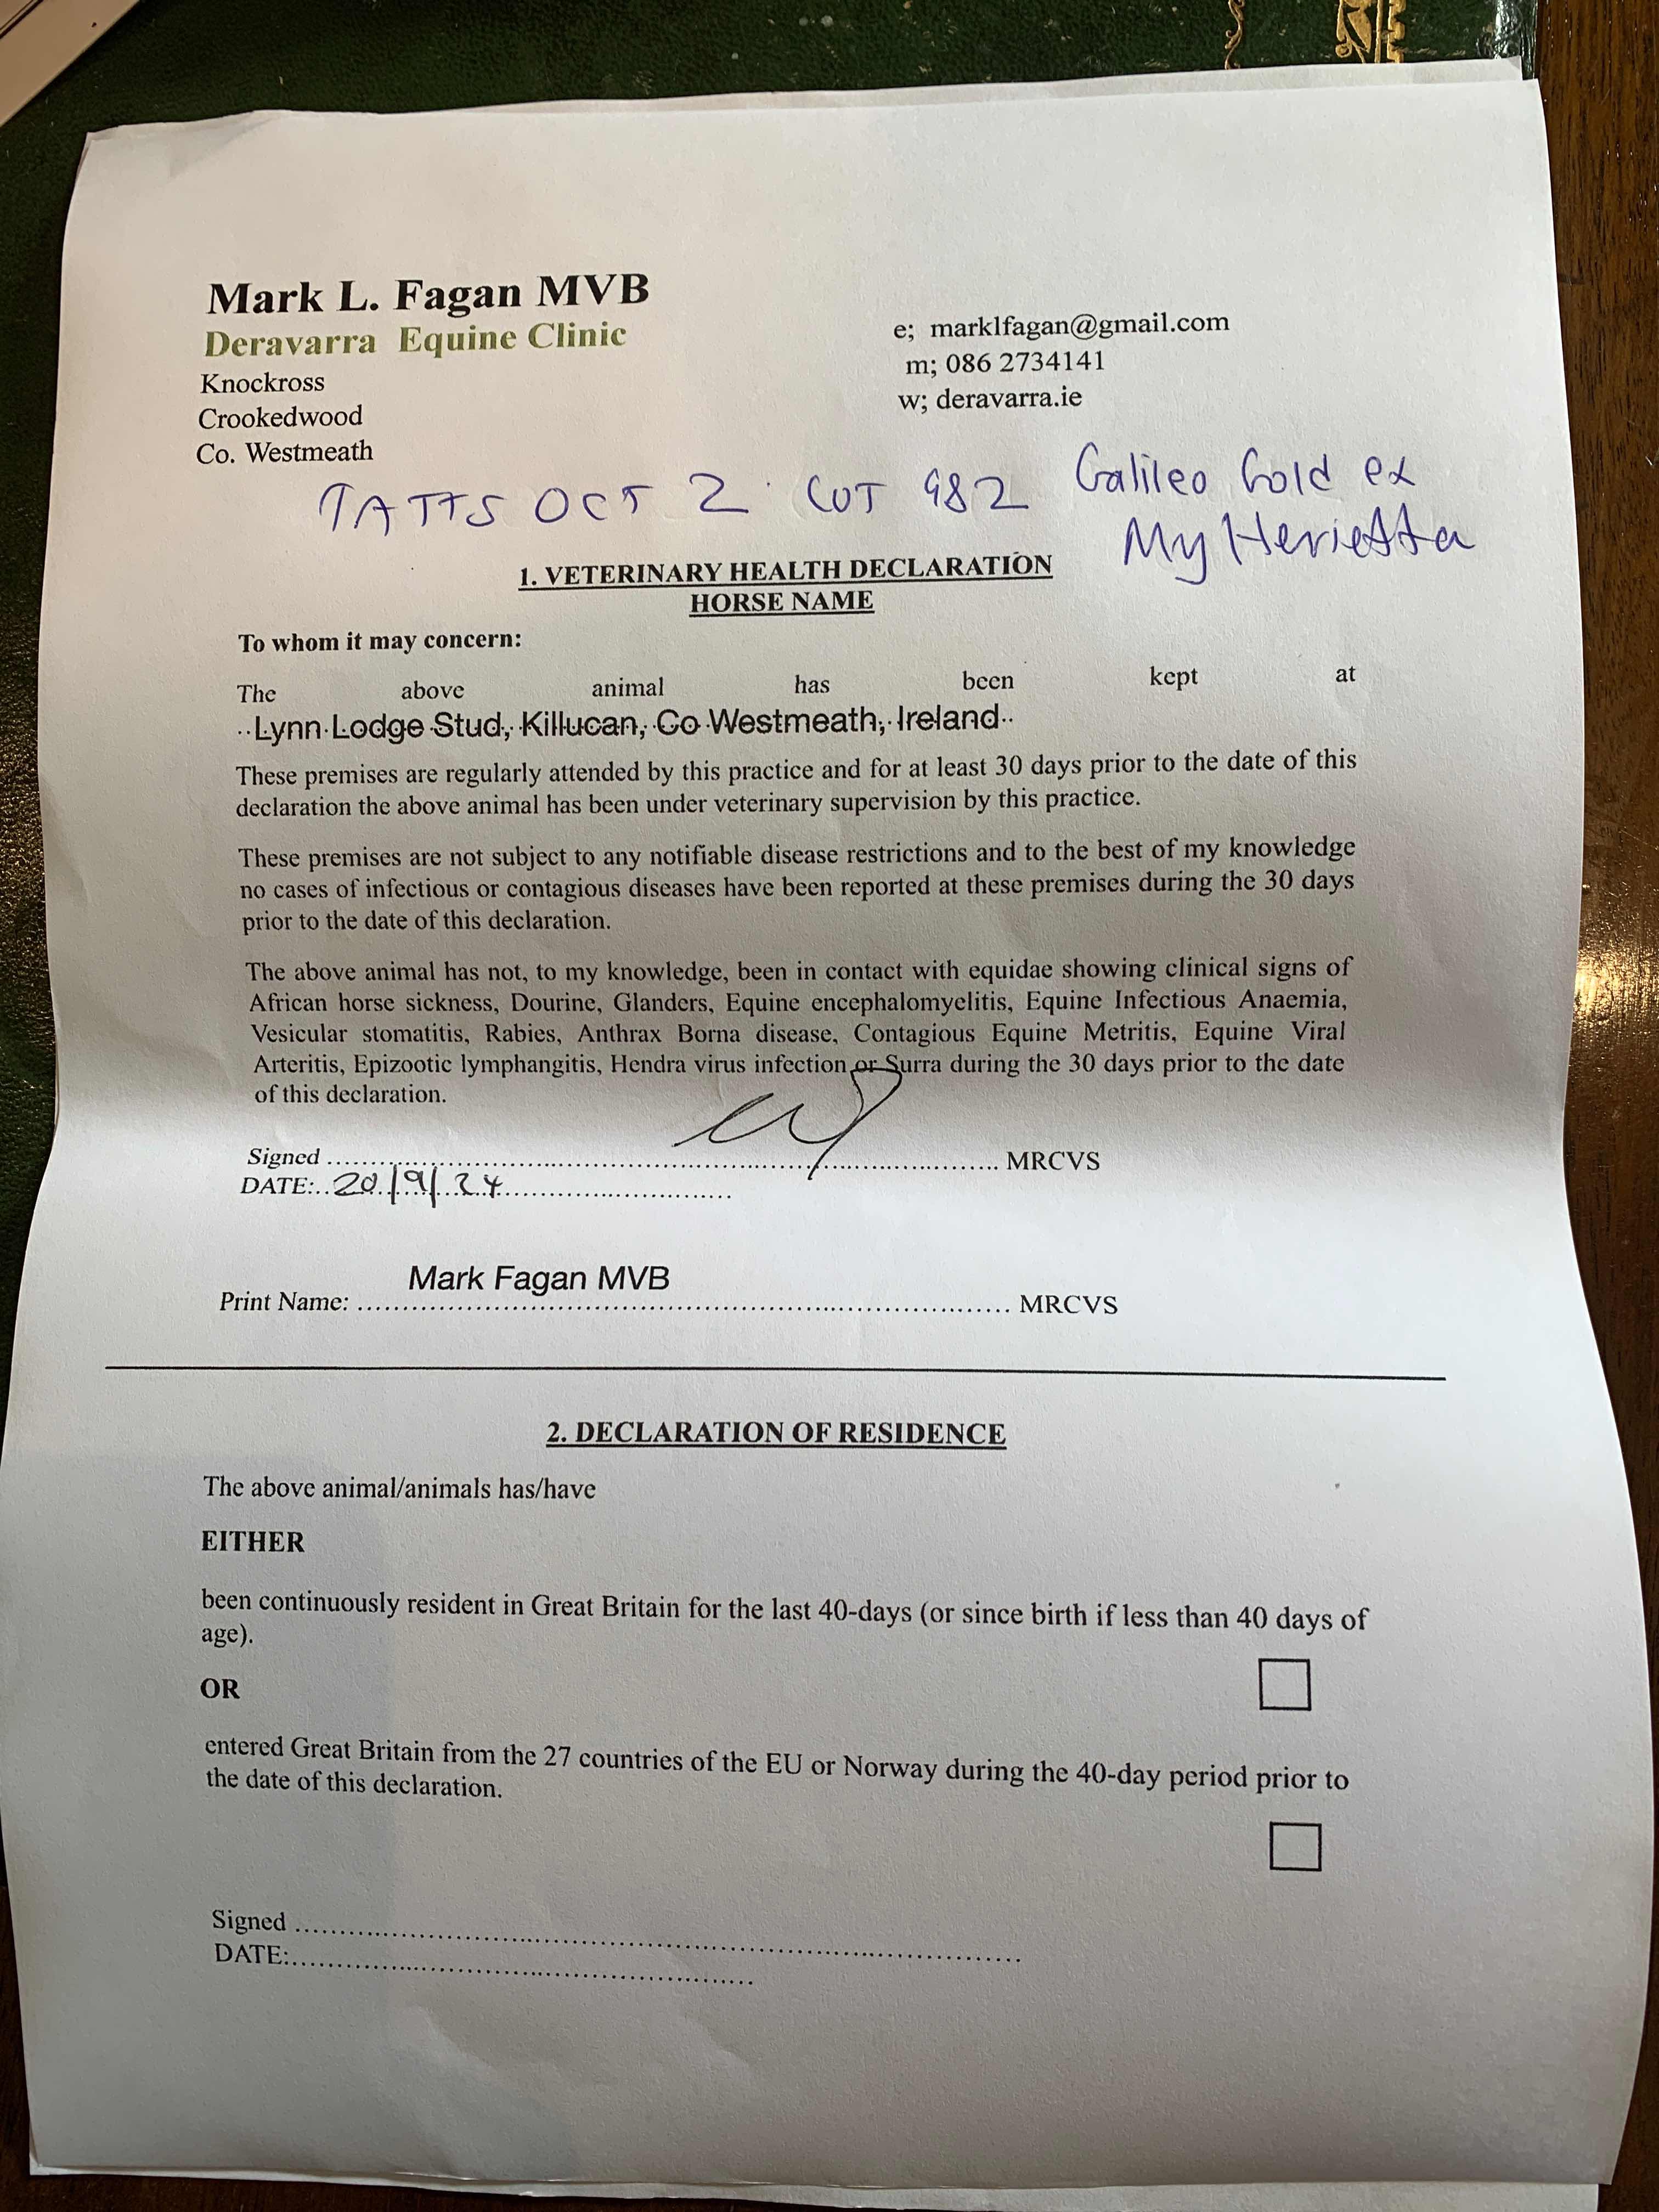 Mark L. Fagan MVB
Deravarra Equine Clinic
Knockross
Crookedwood
Co. Westmeath
e; marklfagan@gmail.com
m; 086 2734141
w; deravarra.ie
TATTS OCT 2 LOT 982 Galileo Gold ex
My Herietta
1. VETERINARY HEALTH DECLARATION
HORSE NAME
To whom it may concern:
The above animal has been kept at
..Lynn Lodge Stud, Killucan, Co Westmeath, Ireland..
These premises are regularly attended by this practice and for at least 30 days prior to the date of this
declaration the above animal has been under veterinary supervision by this practice.
These premises are not subject to any notifiable disease restrictions and to the best of my knowledge
no cases of infectious or contagious diseases have been reported at these premises during the 30 days
prior to the date of this declaration.
The above animal has not, to my knowledge, been in contact with equidae showing clinical signs of
African horse sickness, Dourine, Glanders, Equine encephalomyelitis, Equine Infectious Anaemia,
Vesicular stomatitis, Rabies, Anthrax Borna disease, Contagious Equine Metritis, Equine Viral
Arteritis, Epizootic lymphangitis, Hendra virus infection or Surra during the 30 days prior to the date
of this declaration.
Signed ........................................ MRCVS
DATE:..20/9/24..............................
Print Name: Mark Fagan MVB ........................................ MRCVS
2. DECLARATION OF RESIDENCE
The above animal/animals has/have
EITHER
been continuously resident in Great Britain for the last 40-days (or since birth if less than 40 days of
age).
OR
entered Great Britain from the 27 countries of the EU or Norway during the 40-day period prior to
the date of this declaration.
Signed ........................................
DATE:........................................